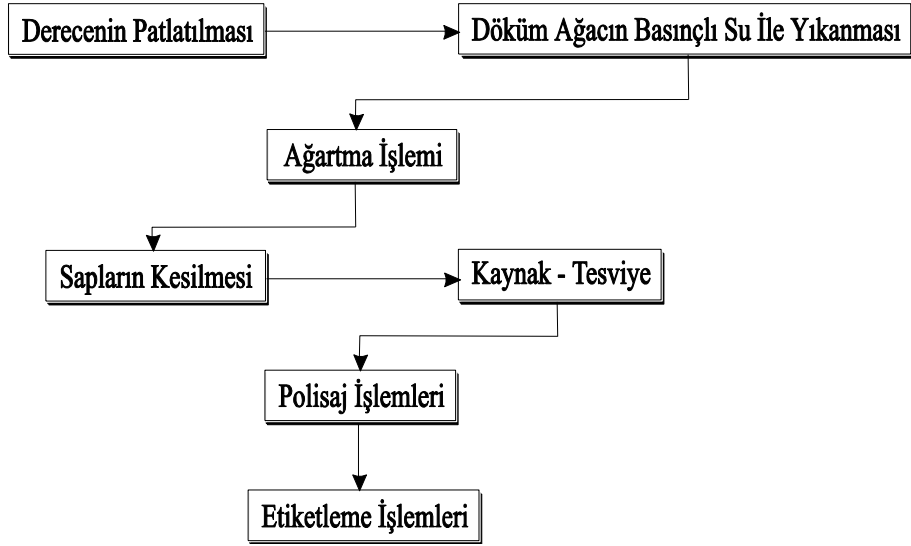 Derecenin Patlatılması
Döküm Ağacın Basınçlı Su İle Yıkanması
Ağartma İşlemi
Sapların Kesilmesi
Kaynak - Tesviye
Polisaj İşlemleri
Etiketleme İşlemleri